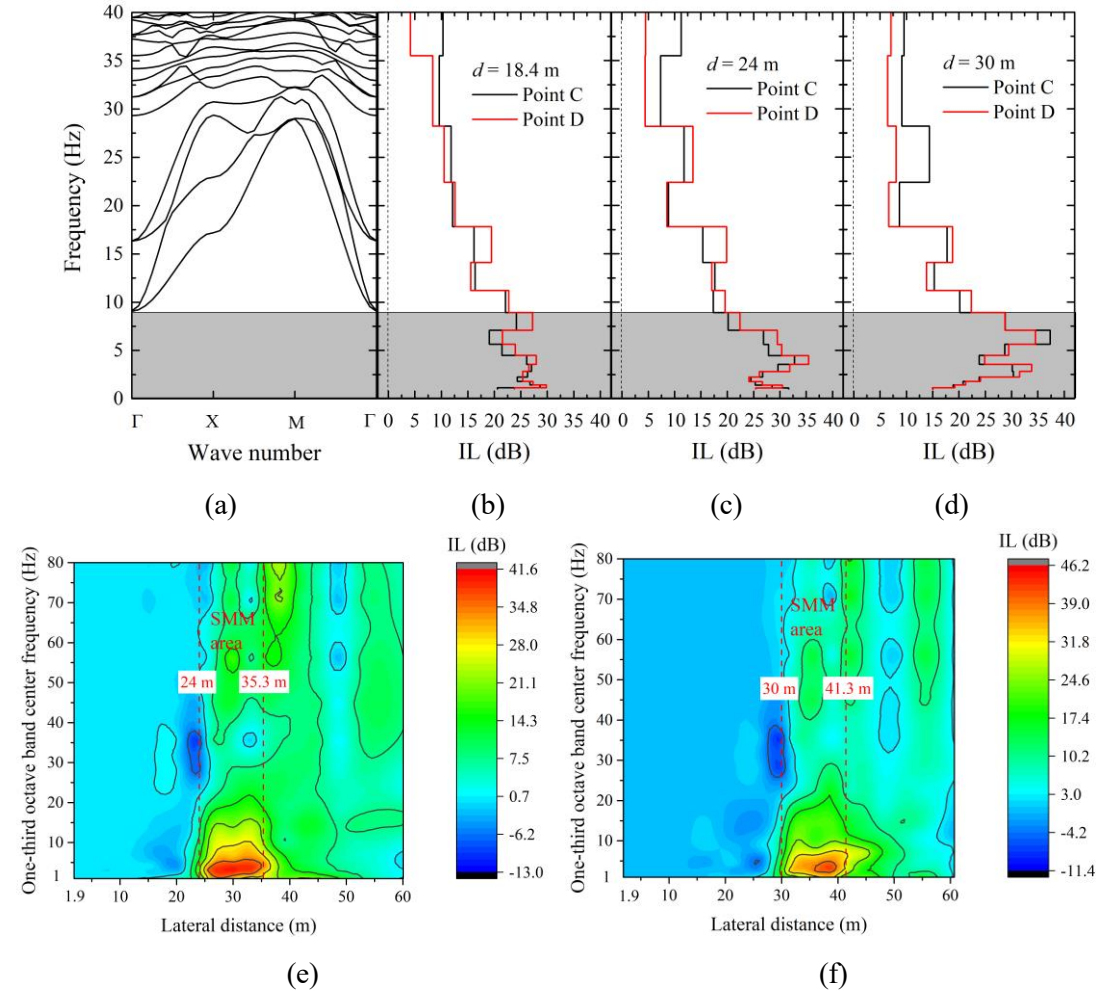 40
35
30
25
20
15
10
5
0
Frequency (Hz)
Γ X M Γ
Wave number
(a)
d = 18.4 m
Point C
Point D
0 5 10 15 20 25 30 35 40
IL (dB)
(b)
d = 24 m
Point C
Point D
0 5 10 15 20 25 30 35 40
IL (dB)
(c)
d = 30 m
Point C
Point D
0 5 10 15 20 25 30 35 40
IL (dB)
(d)
One-third octave band center frequency (Hz)
80
70
60
50
40
30
20
10
1
SMM
area
24 m
35.3 m
1.9 10 20 30 40 50 60
Lateral distance (m)
IL (dB)
41.6
34.8
28.0
21.1
14.3
7.5
0.7
-6.2
-13.0
(e)
One-third octave band center frequency (Hz)
80
70
60
50
40
30
20
10
1
SMM
area
30 m
41.3 m
1.9 10 20 30 40 50 60
Lateral distance (m)
IL (dB)
46.2
39.0
31.8
24.6
17.4
10.2
3.0
-4.2
-11.4
(f)